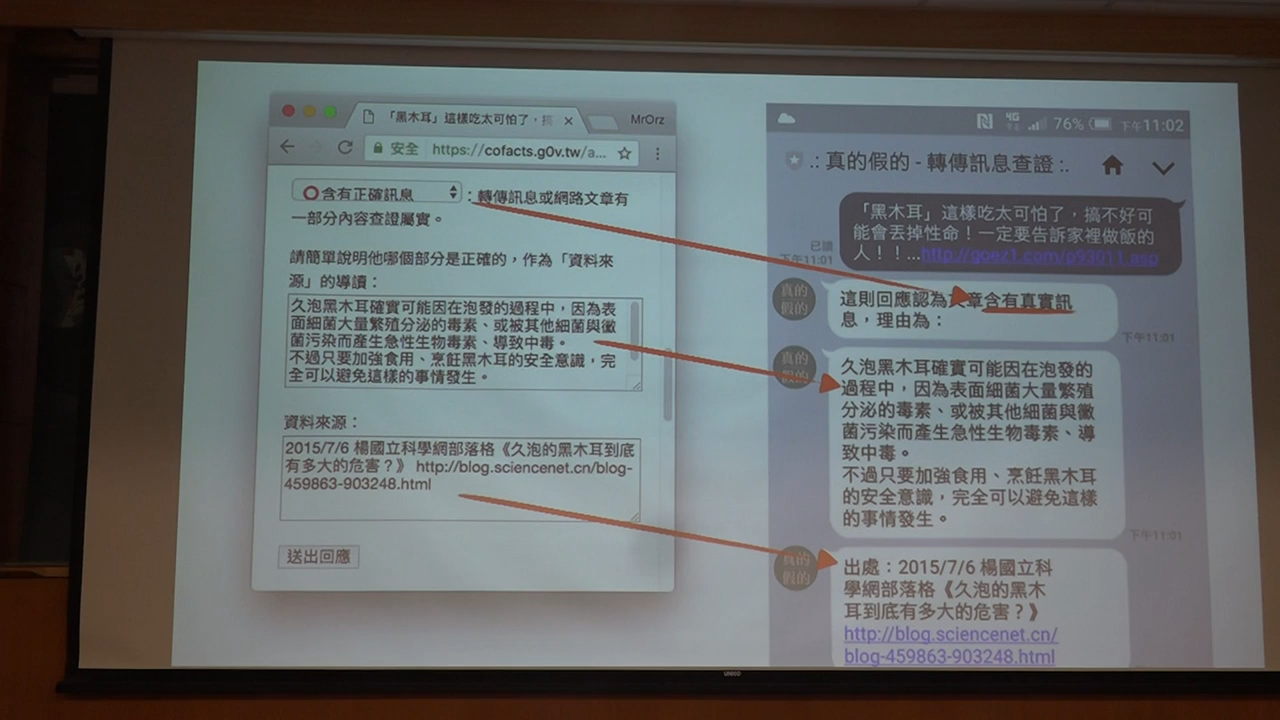 「黑木耳」這樣吃太可怕了，搞
MrOrz
安全 https://cofacts.g0v.tw/a...
含有正確訊息 ：轉傳訊息或網路文章有
一部分內容查證屬實。
請簡單說明他哪個部分是正確的，作為「資料來
源」的導讀：
久泡黑木耳確實可能因在泡發的過程中，因為表
面細菌大量繁殖分泌的毒素、或被其他細菌與黴
菌污染而產生急性生物毒素、導致中毒。
不過只要加強食用、烹飪黑木耳的安全意識，完
全可以避免這樣的事情發生。
資料來源：
2015/7/6 楊國立科學網部落格《久泡的黑木耳到底
有多大的危害？》 http://blog.sciencenet.cn/blog-
459863-903248.html
送出回應
4G 76% 下午11:02
.: 真的假的 - 轉傳訊息查證 :.
「黑木耳」這樣吃太可怕了，搞不好可
能會丟掉性命！一定要告訴家裡做飯的
人！！...http://goez1.com/p93011.asp
已讀
下午11:01
真的
假的
這則回應認為文章含有真實訊
息，理由為：
下午11:01
真的
假的
久泡黑木耳確實可能因在泡發的
過程中，因為表面細菌大量繁殖
分泌的毒素、或被其他細菌與黴
菌污染而產生急性生物毒素、導
致中毒。
不過只要加強食用、烹飪黑木耳
的安全意識，完全可以避免這樣
的事情發生。
下午11:01
真的
假的
出處：2015/7/6 楊國立科
學網部落格《久泡的黑木
耳到底有多大的危害？》
http://blog.sciencenet.cn/
blog-459863-903248.html